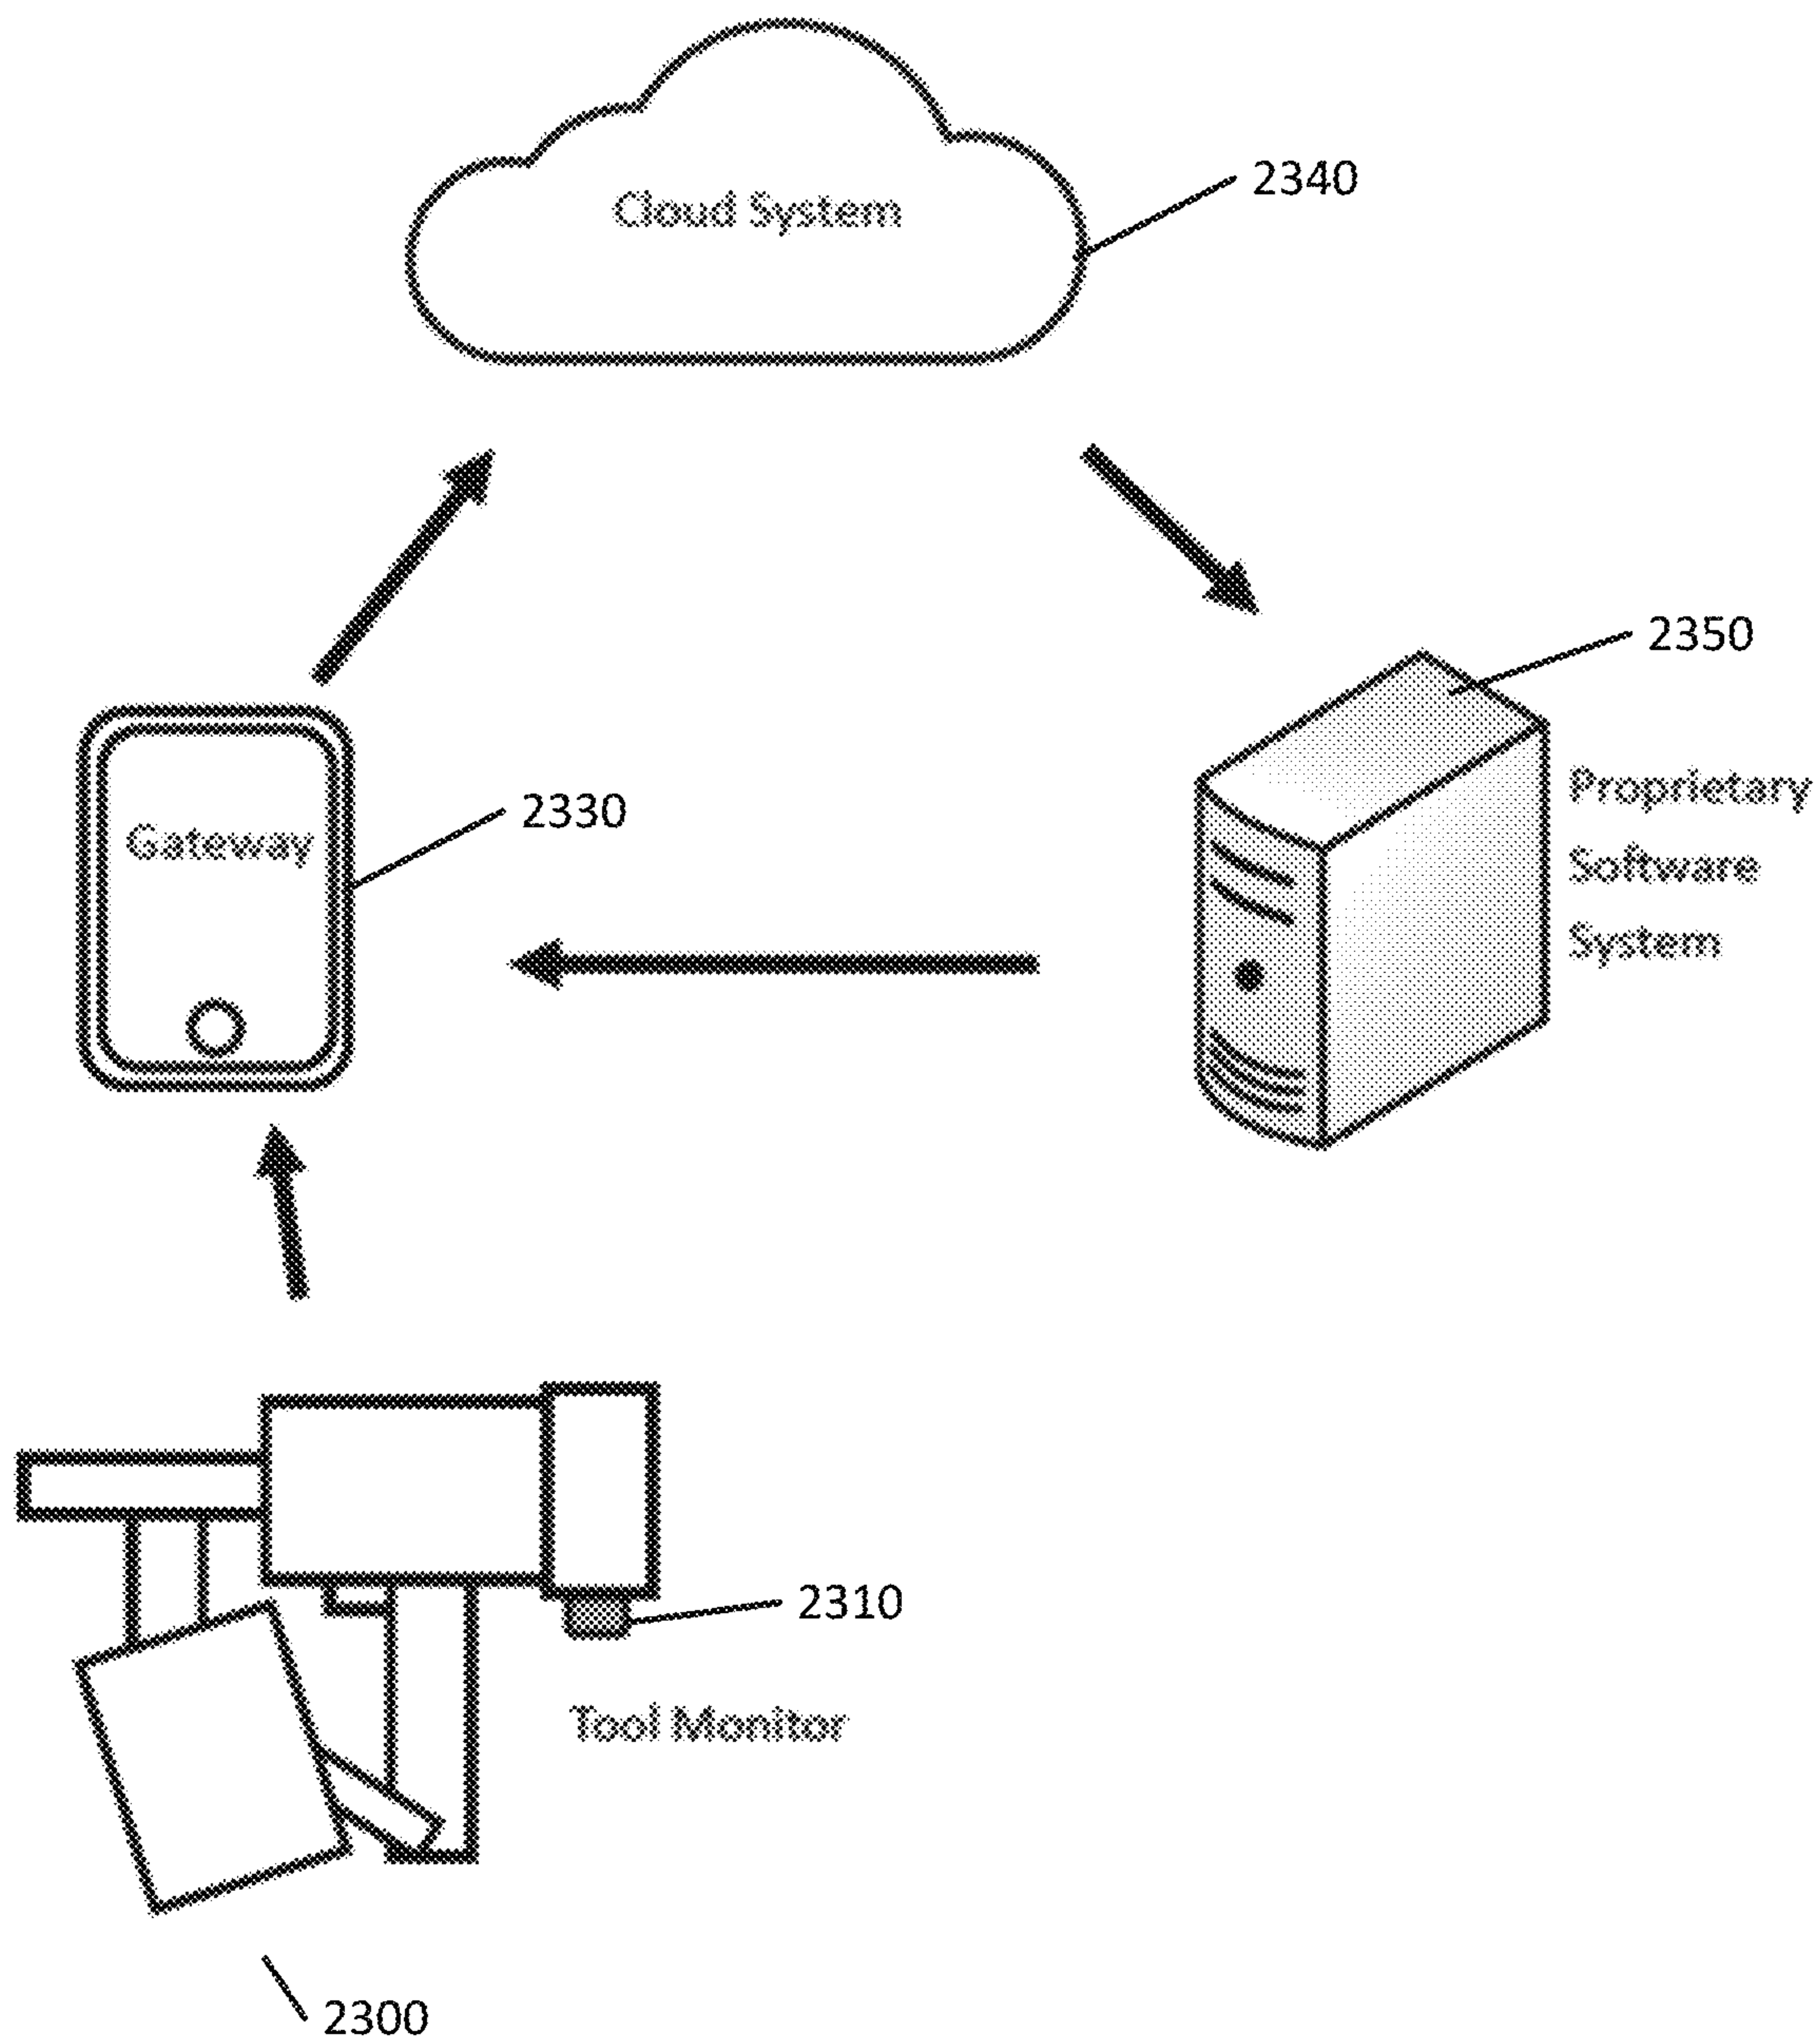 Cloud System
2340
2350
Gateway
2330
Proprietary
Software
System
2310
Tool Monitor
2300